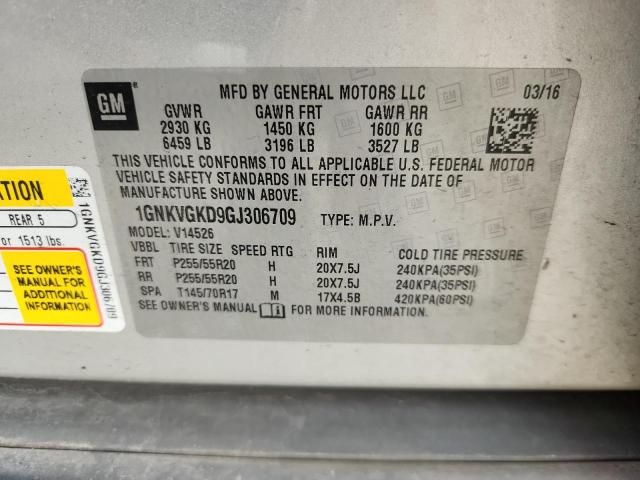 GM
MFD BY GENERAL MOTORS LLC 03/16
GVWR GAWR FRT GAWR RR
2930 KG 1450 KG 1600 KG
6459 LB 3196 LB 3527 LB
THIS VEHICLE CONFORMS TO ALL APPLICABLE U.S. FEDERAL MOTOR
VEHICLE SAFETY STANDARDS IN EFFECT ON THE DATE OF
MANUFACTURE SHOWN ABOVE.
1GNKVGKD9GJ306709 TYPE: M.P.V.
MODEL: V14526
VBBL TIRE SIZE SPEED RTG RIM COLD TIRE PRESSURE
FRT P255/55R20 H 20X7.5J 240KPA(35PSI)
RR P255/55R20 H 20X7.5J 240KPA(35PSI)
SPA T145/70R17 M 17X4.5B 420KPA(60PSI)
SEE OWNER'S MANUAL FOR MORE INFORMATION.
REAR 5
or 1513 lbs.
SEE OWNER'S
MANUAL FOR
ADDITIONAL
INFORMATION
1GNKVGKD9GJ306709